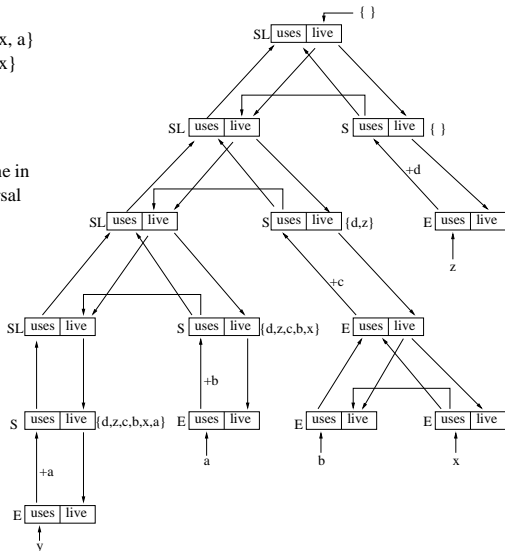 { }
SL uses live
x, a}
x}
SL uses live
S uses live { }
ne in
sal
+d
SL uses live
S uses live {d,z}
E uses live
z
+c
SL uses live
S uses live {d,z,c,b,x}
E uses live
+b
S uses live {d,z,c,b,x,a}
E uses live
E uses live
E uses live
a
b
x
+a
E uses live
y